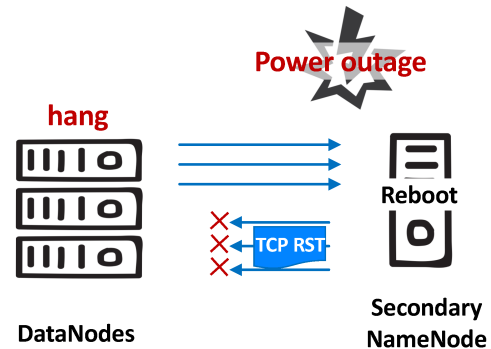 Power outage
hang
Reboot
TCP RST
Secondary
NameNode
DataNodes